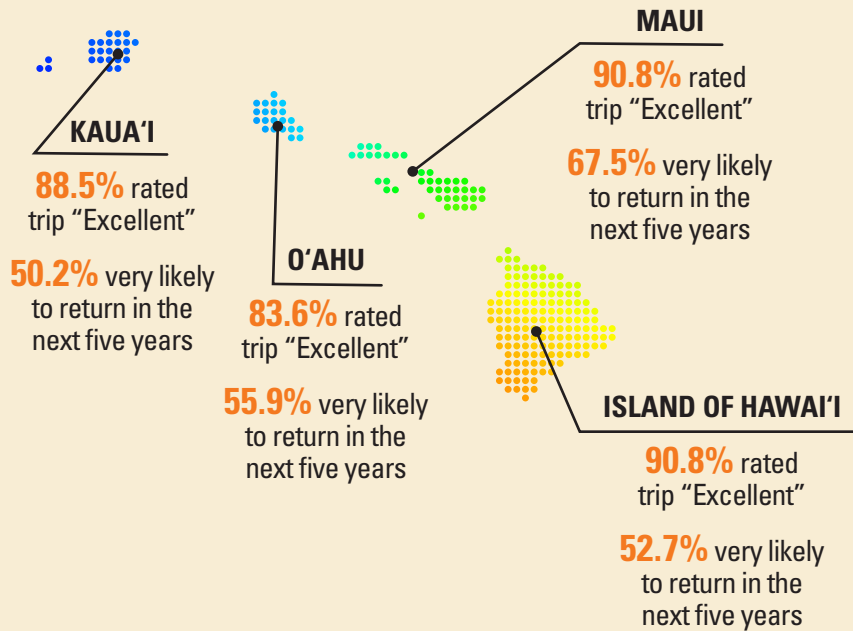 MAUI
90.8% rated
trip “Excellent”
67.5% very likely
to return in the
next five years
KAUA‘I
88.5% rated
trip “Excellent”
50.2% very likely
to return in the
next five years
O‘AHU
83.6% rated
trip “Excellent”
55.9% very likely
to return in the
next five years
ISLAND OF HAWAI‘I
90.8% rated
trip “Excellent”
52.7% very likely
to return in the
next five years